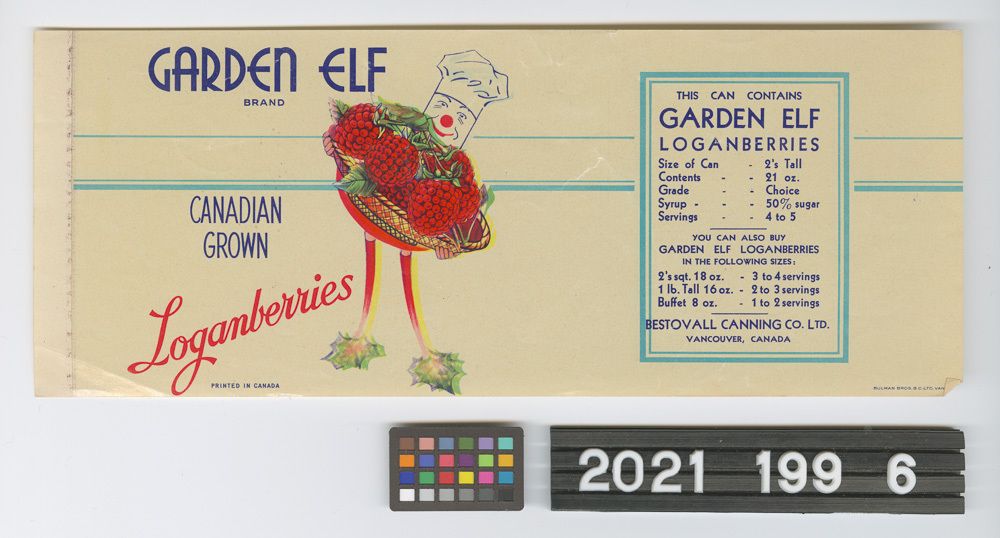 GARDEN ELF
BRAND
CANADIAN
GROWN
Loganberries
PRINTED IN CANADA
THIS CAN CONTAINS
GARDEN ELF
LOGANBERRIES
Size of Can - 2's Tall
Contents - - 21 oz.
Grade - - Choice
Syrup - - - 50% sugar
Servings - - 4 to 5
YOU CAN ALSO BUY
GARDEN ELF LOGANBERRIES
IN THE FOLLOWING SIZES:
2's sqt. 18 oz. - 3 to 4 servings
1 lb. Tall 16 oz. - 2 to 3 servings
Buffet 8 oz. - 1 to 2 servings
BESTOVALL CANNING CO. LTD.
VANCOUVER, CANADA
BULMAN BROS. B.C. LTD. VAN
2021 199 6